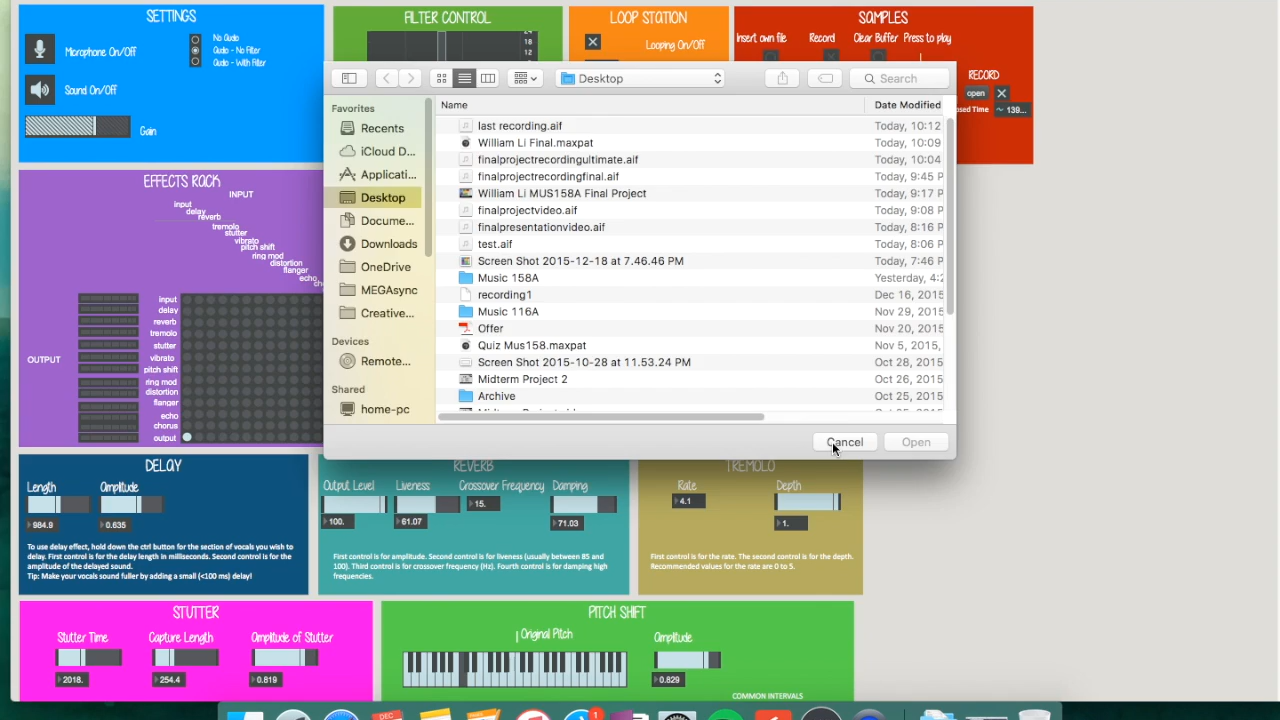 SETTINGS
Microphone On/Off
No Audio
Audio - No Filter
Audio - With Filter
Sound On/Off
Gain
FILTER CONTROL
24
18
12
LOOP STATION
Looping On/Off
SAMPLES
Insert own file
Record
Clear Buffer
Press to play
RECORD
open
139...
Desktop
Search
Favorites
Recents
iCloud D...
Applicati...
Desktop
Docume...
Downloads
OneDrive
MEGAsync
Creative...
Devices
Remote...
Shared
home-pc
Name
Date Modified
last recording.aif
Today, 10:12
William Li Final.maxpat
Today, 10:09
finalprojectrecordingultimate.aif
Today, 10:04
finalprojectrecordingfinal.aif
Today, 9:45 P
William Li MUS158A Final Project
Today, 9:17 P
finalprojectvideo.aif
Today, 9:08 P
finalpresentationvideo.aif
Today, 8:16 P
test.aif
Today, 8:06 P
Screen Shot 2015-12-18 at 7.46.46 PM
Today, 7:46 P
Music 158A
Yesterday, 4:2
recording1
Dec 16, 2015
Music 116A
Nov 29, 2015
Offer
Nov 20, 2015
Quiz Mus158.maxpat
Nov 5, 2015,
Screen Shot 2015-10-28 at 11.53.24 PM
Oct 28, 2015
Midterm Project 2
Oct 26, 2015
Archive
Oct 25, 2015
Cancel
Open
EFFECTS RACK
INPUT
input
delay
reverb
tremolo
stutter
vibrato
pitch shift
ring mod
distortion
flanger
echo
OUTPUT
input
delay
reverb
tremolo
stutter
vibrato
pitch shift
ring mod
distortion
flanger
echo
chorus
output
DELAY
Length
Amplitude
984.9
0.635
To use delay effect, hold down the ctrl button for the section of vocals you wish to
delay. First control is for the delay length in milliseconds. Second control is for the
amplitude of the delayed sound.
Tip: Make your vocals sound fuller by adding a small (<100 ms) delay!
REVERB
Output Level
Liveness
Crossover Frequency
Damping
100.
61.07
15.
71.03
First control is for amplitude. Second control is for liveness (usually between 85 and
100). Third control is for crossover frequency (Hz). Fourth control is for damping high
frequencies.
TREMOLO
Rate
Depth
4.1
1.
First control is for the rate. The second control is for the depth.
Recommended values for the rate are 0 to 5.
STUTTER
Stutter Time
Capture Length
Amplitude of Stutter
2018.
254.4
0.819
PITCH SHIFT
Original Pitch
Amplitude
0.829
COMMON INTERVALS
DEC
1